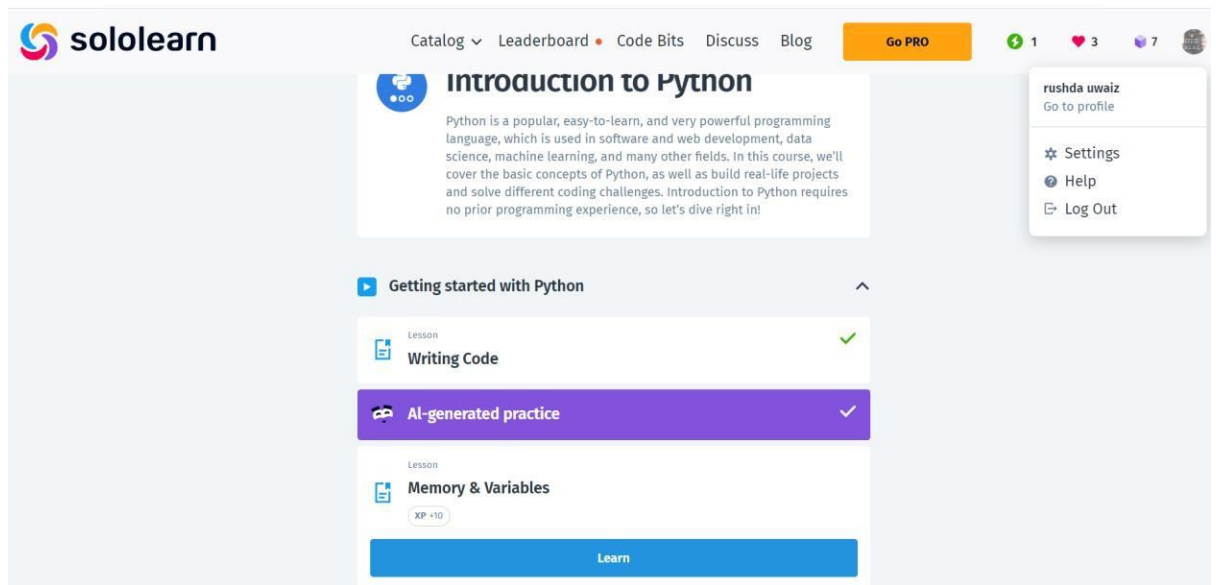 sololearn
Catalog Leaderboard Code Bits Discuss Blog Go PRO 1 3 7
Introduction to Python
Python is a popular, easy-to-learn, and very powerful programming
language, which is used in software and web development, data
science, machine learning, and many other fields. In this course, we'll
cover the basic concepts of Python, as well as build real-life projects
and solve different coding challenges. Introduction to Python requires
no prior programming experience, so let's dive right in!
rushda uwaiz
Go to profile
Settings
Help
Log Out
Getting started with Python
Lesson
Writing Code
AI-generated practice
Lesson
Memory & Variables
XP +10
Learn